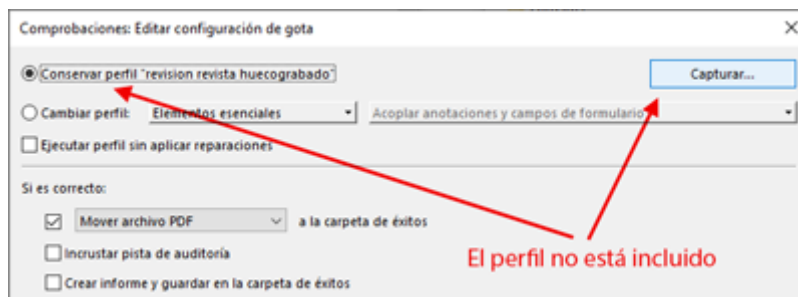 Comprobaciones: Editar configuración de gota
Conservar perfil "revision revista huecograbado"
Capturar...
Cambiar perfil: Elementos esenciales Acoplar anotaciones y campos de formulario
Ejecutar perfil sin aplicar reparaciones
Si es correcto:
Mover archivo PDF a la carpeta de éxitos
Incrustar pista de auditoría
El perfil no está incluido
Crear informe y guardar en la carpeta de éxitos